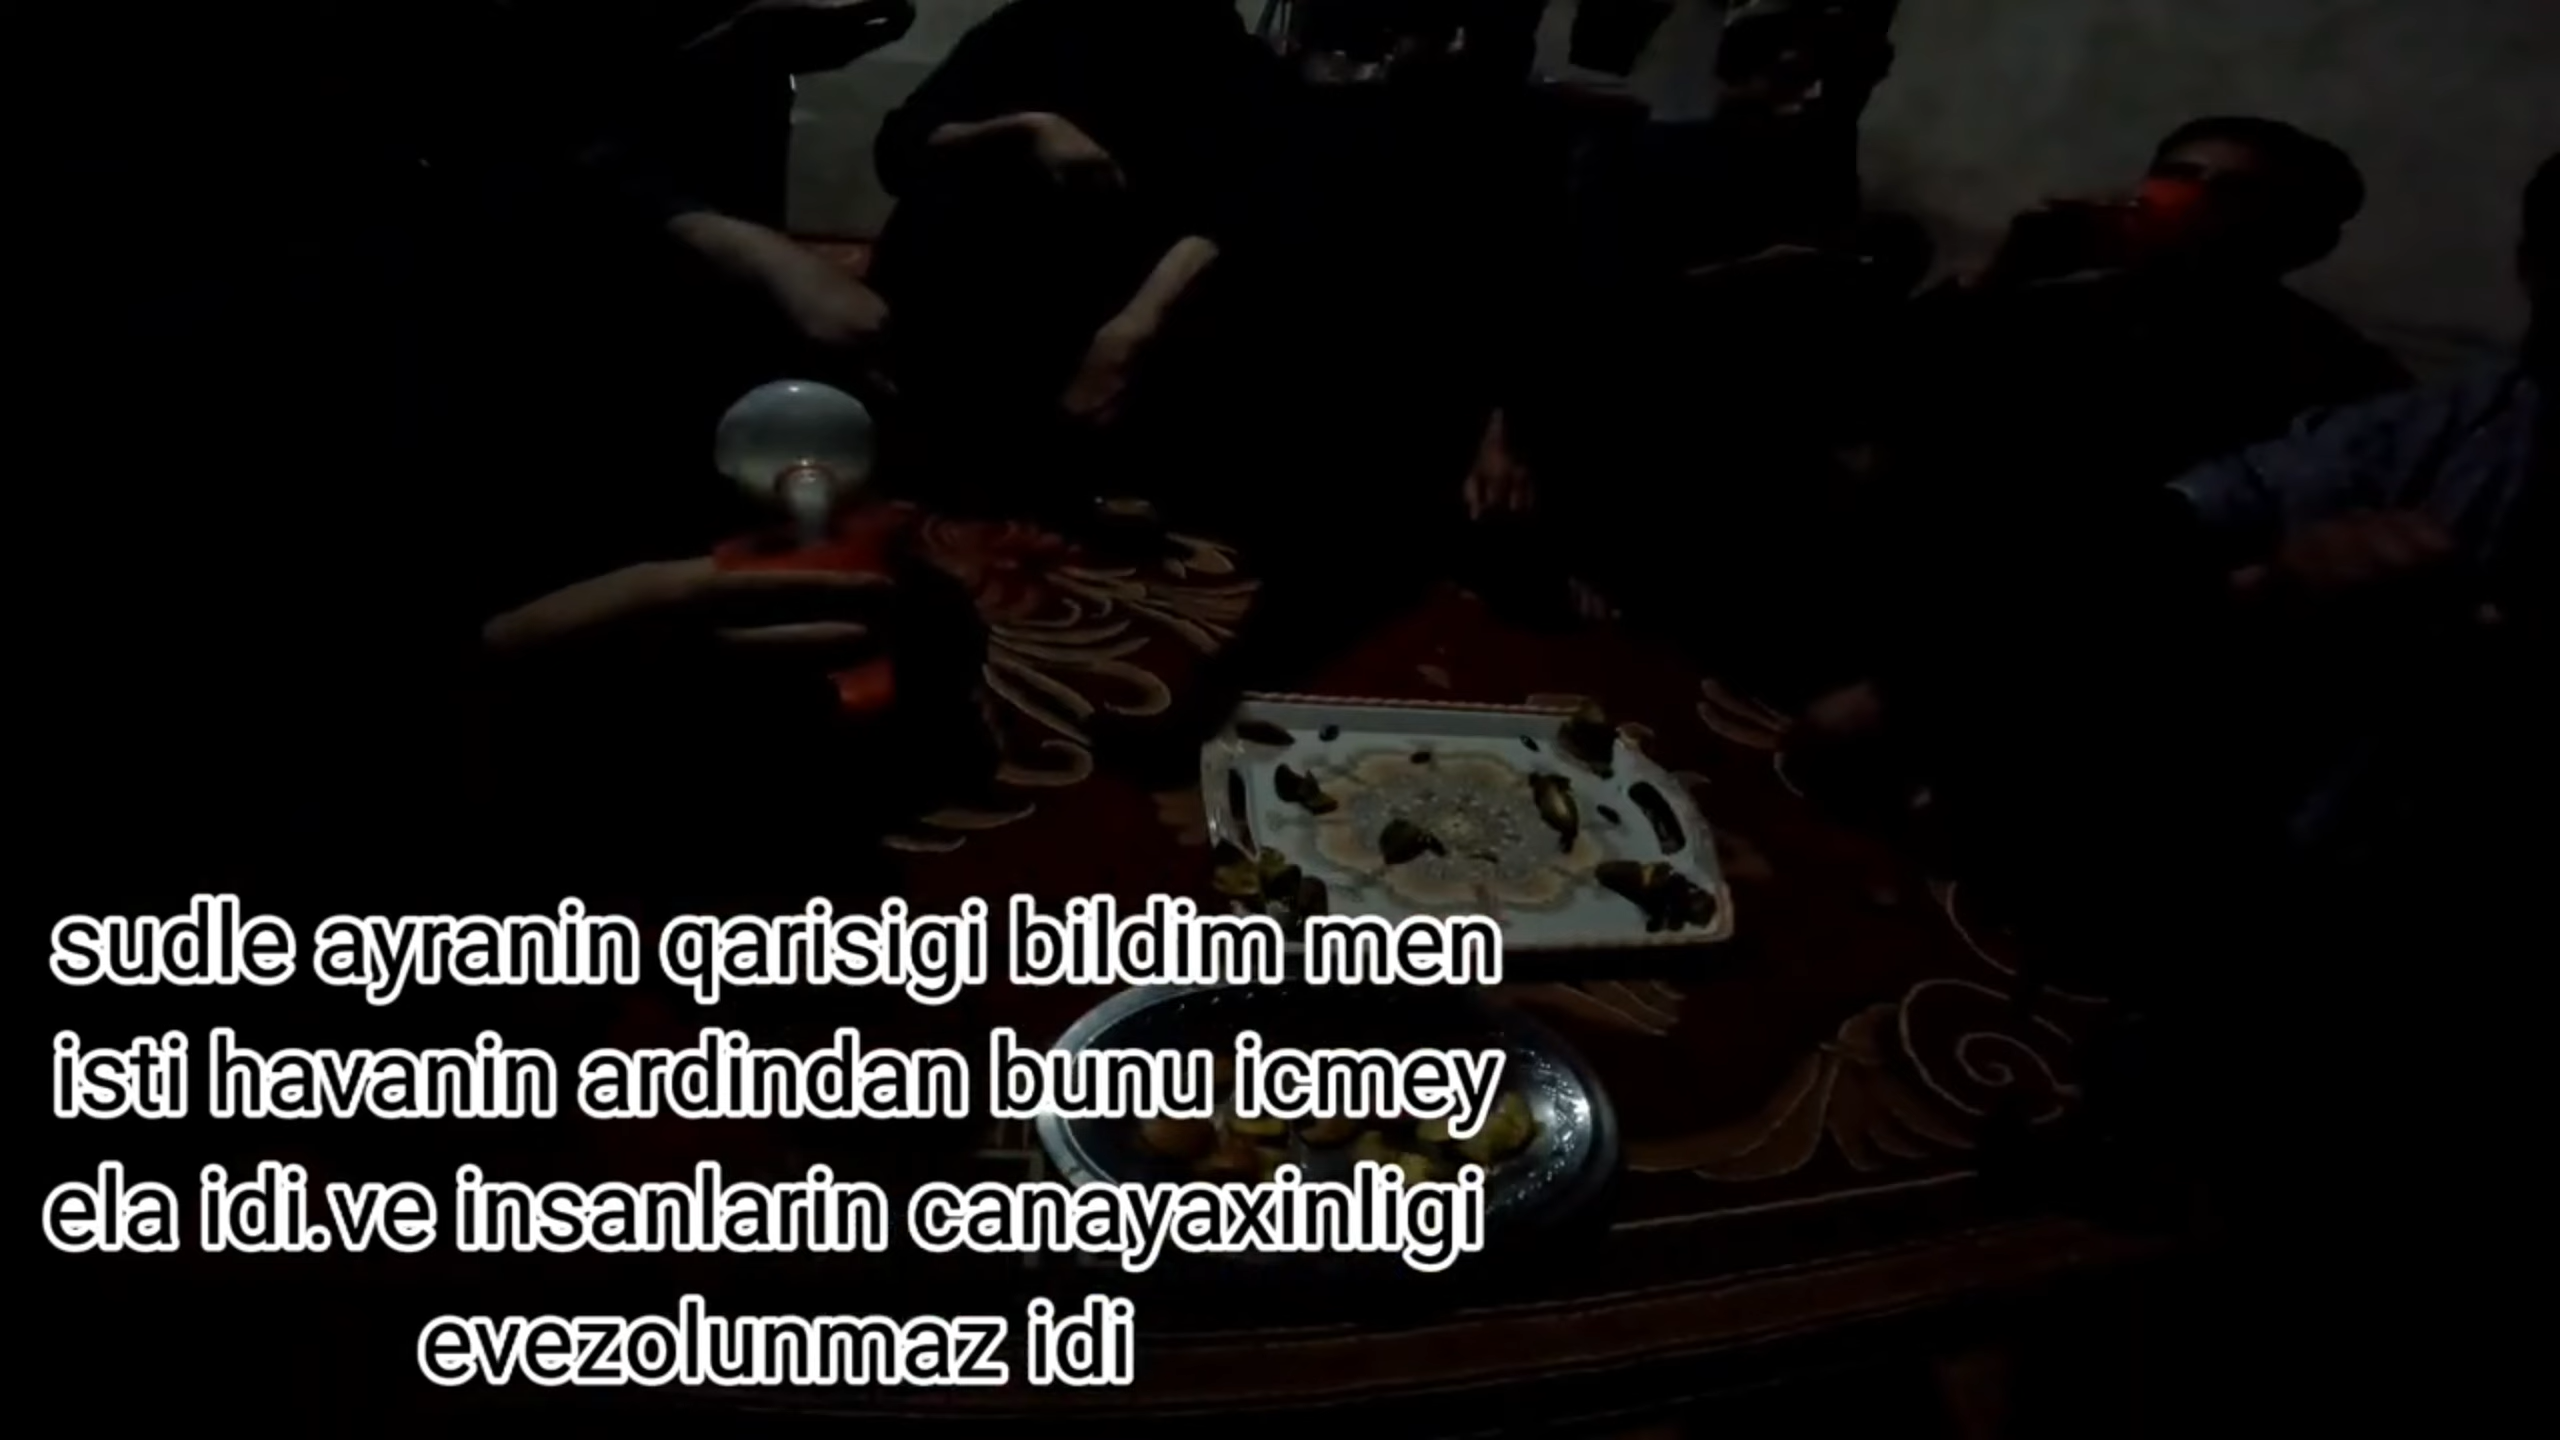 sudle ayranin qarisigi bildim men
isti havanin ardindan bunu icmey
ela idi.ve insanlarin canayaxinligi
evezolunmaz idi